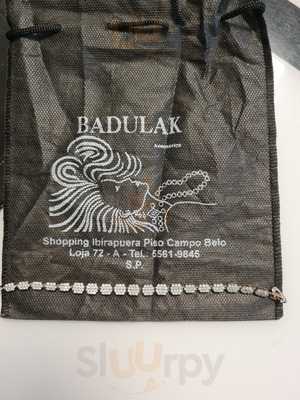 BADULAK
Shopping Ibirapuera Piso Campo Belo
Loja 72 - A - Tel.: 5561-9845
S.P.
Sluurpy